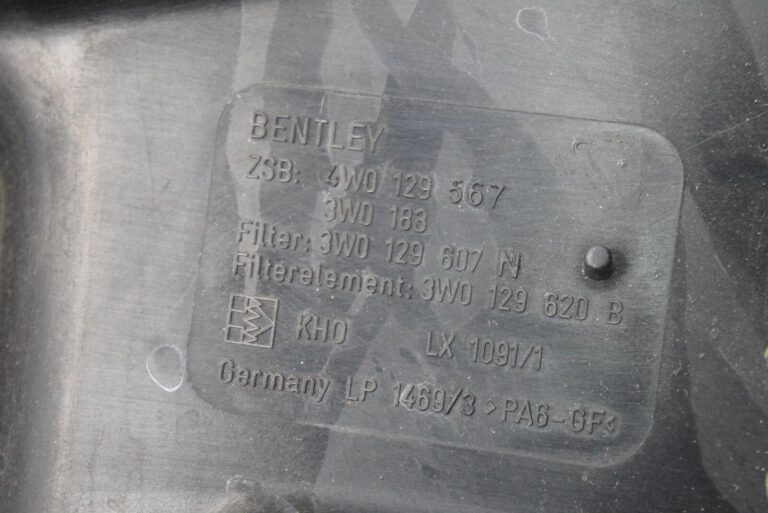 BENTLEY
ZSB: 4W0 129 567
3W0 183
Filter: 3W0 129 607 N
Filterelement: 3W0 129 620 B
KHO LX 1091/1
Germany LP 1469/3 >PA6-GF<